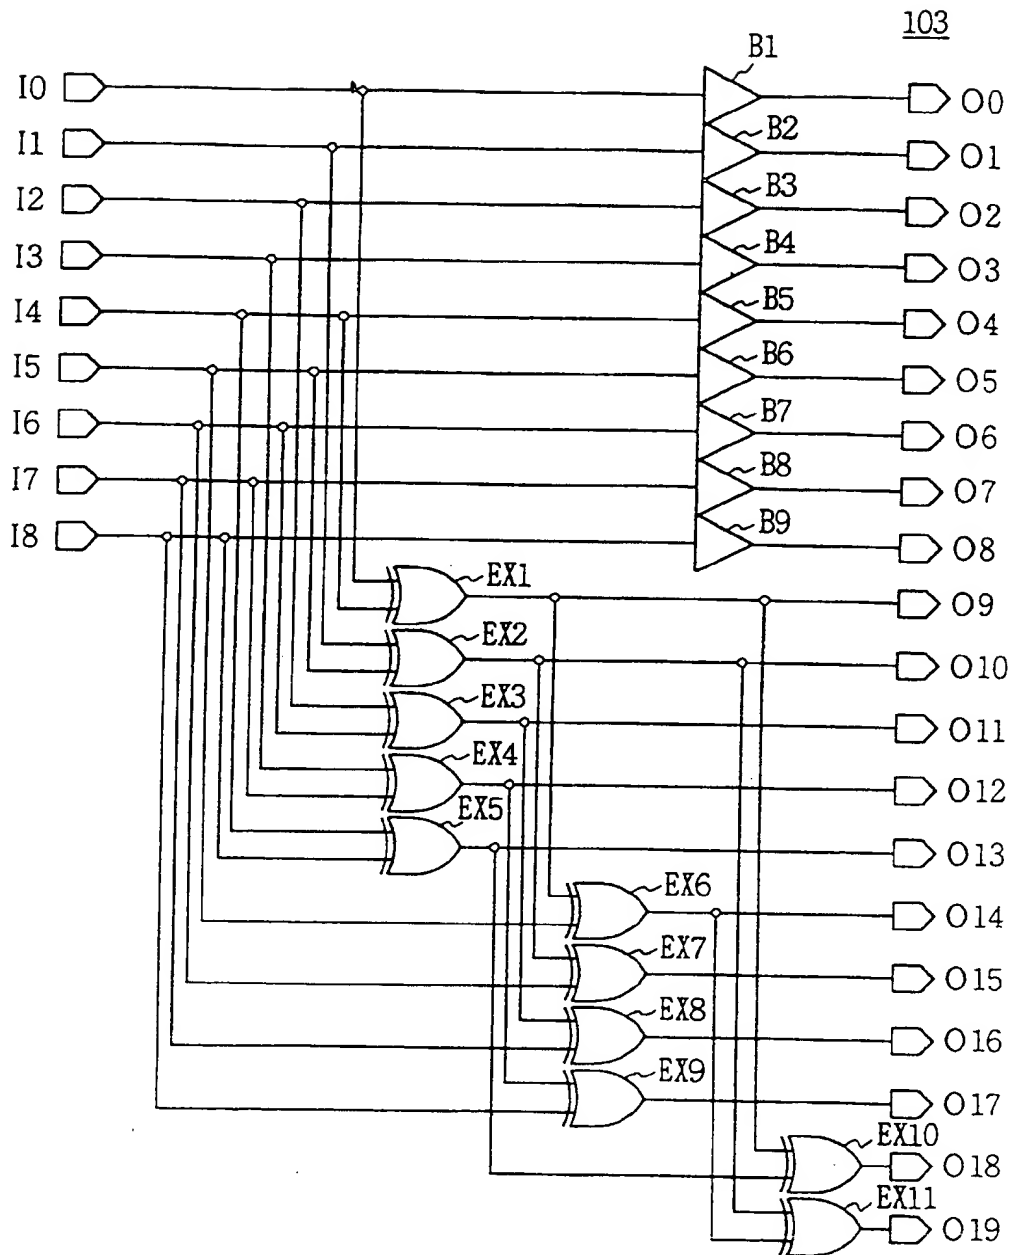 103
B1
I0 O0
I1 B2 O1
I2 B3 O2
I3 B4 O3
I4 B5 O4
I5 B6 O5
I6 B7 O6
I7 B8 O7
I8 B9 O8
EX1 O9
EX2 O10
EX3 O11
EX4 O12
EX5 O13
EX6 O14
EX7 O15
EX8 O16
EX9 O17
EX10 O18
EX11 O19